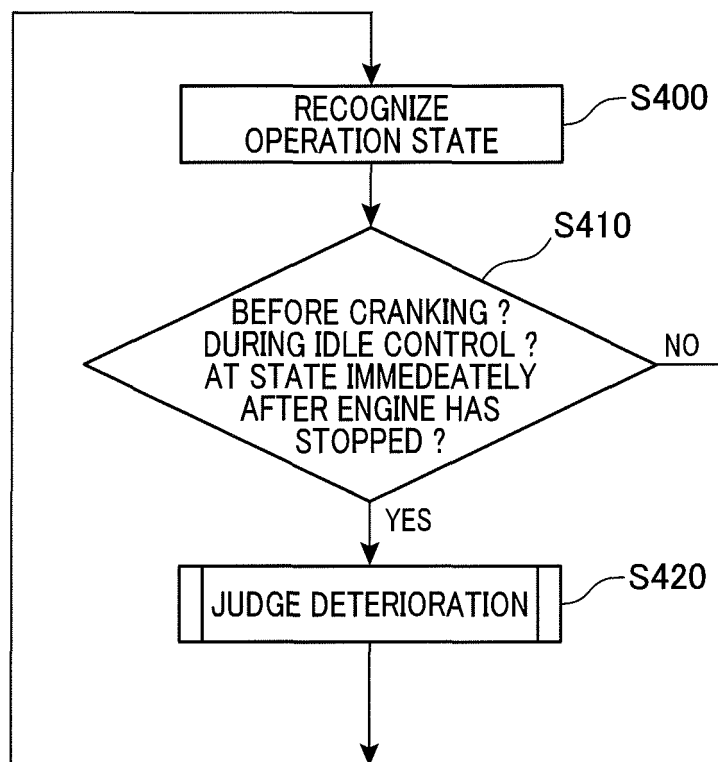 RECOGNIZE
OPERATION STATE
S400
S410
BEFORE CRANKING ?
DURING IDLE CONTROL ?
AT STATE IMMEDEATELY
AFTER ENGINE HAS
STOPPED ?
NO
YES
JUDGE DETERIORATION
S420